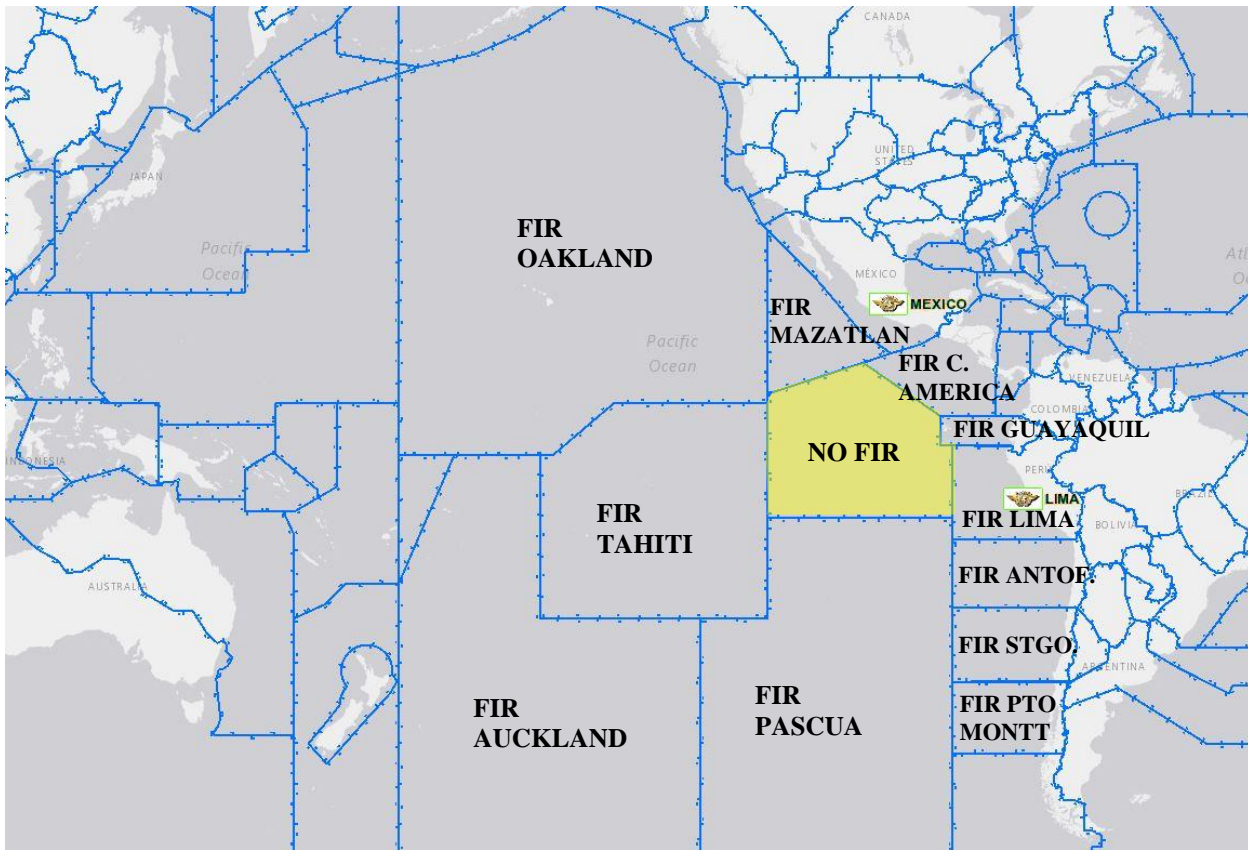 CANADA
UNITED
STATES
JAPAN
Pacific
Ocean
FIR
OAKLAND
MÉXICO
MEXICO
FIR
MAZATLAN
Pacific
Ocean
FIR C.
AMERICA
VENEZUELA
COLOMBIA
FIR GUAYAQUIL
NO FIR
INDONESIA
PERÚ
LIMA
BRAZIL
FIR
TAHITI
FIR LIMA
BOLIVIA
AUSTRALIA
FIR ANTOF.
FIR STGO.
ARGENTINA
FIR
AUCKLAND
FIR
PASCUA
FIR PTO
MONTT